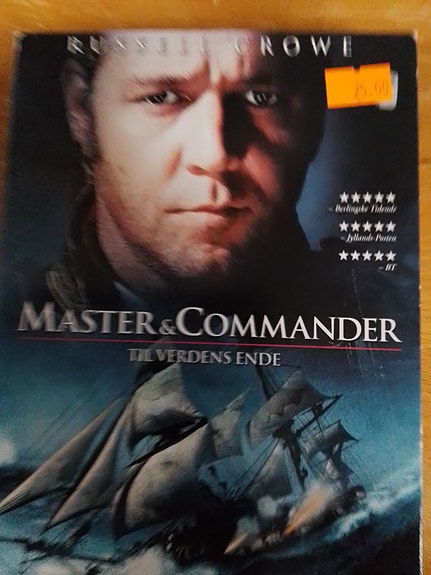 RUSSELL CROWE
★★★★★
– Berlingske Tidende
★★★★★
– Jyllands-Posten
★★★★★
– BT
MASTER & COMMANDER
TIL VERDENS ENDE